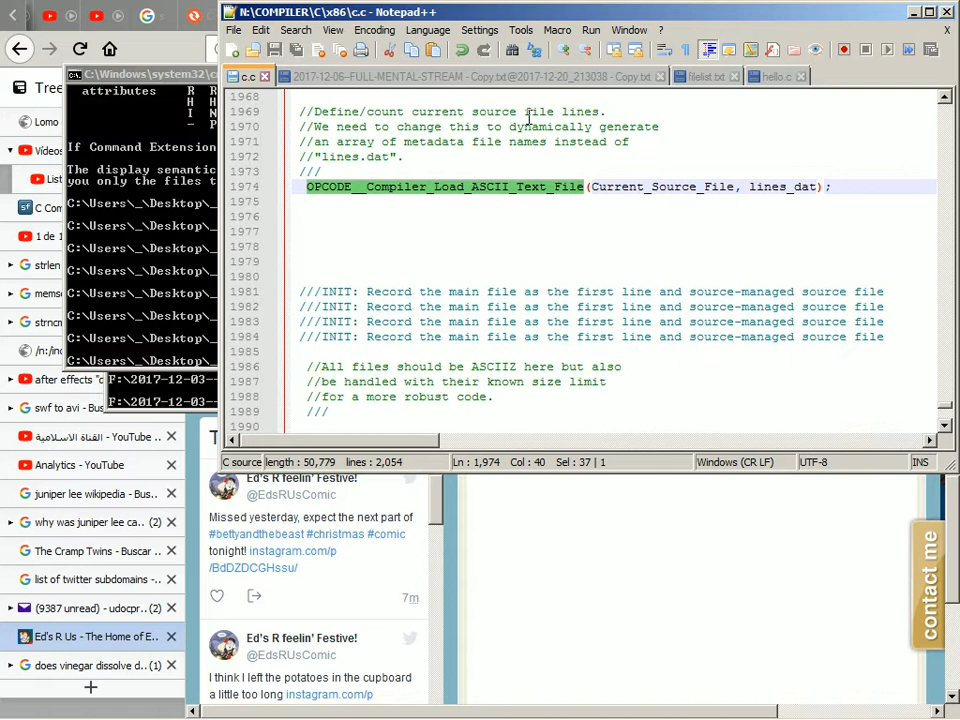 N:\COMPILER\C\x86\c.c - Notepad++
File Edit Search View Encoding Language Settings Tools Macro Run Window ? X
c.c
2017-12-06--FULL-MENTAL-STREAM - Copy.txt@2017-12-20_213038 - Copy.txt
filelist.txt
hello.c
1968
1969 //Define/count current source file lines.
1970 //We need to change this to dynamically generate
1971 //an array of metadata file names instead of
1972 //"lines.dat".
1973 ///
1974 OPCODE__Compiler_Load_ASCII_Text_File(Current_Source_File, lines_dat);
1975
1976
1977
1978
1979
1980
1981 ///INIT: Record the main file as the first line and source-managed source file
1982 ///INIT: Record the main file as the first line and source-managed source file
1983 ///INIT: Record the main file as the first line and source-managed source file
1984 ///INIT: Record the main file as the first line and source-managed source file
1985
1986 //All files should be ASCIIZ here but also
1987 //be handled with their known size limit
1988 //for a more robust code.
1989 ///
1990
C source length : 50,779 lines : 2,054 Ln : 1,974 Col : 40 Sel : 37 | 1 Windows (CR LF) UTF-8 INS
C:\Windows\system32\c
attributes R R
H H
I N
- P
If Command Extension
The display semantic
you only the files t
C:\Users\_\Desktop\_
C:\Users\_\Desktop\_
C:\Users\_\Desktop\_
C:\Users\_\Desktop\_
C:\Users\_\Desktop\_
C:\Users\_\Desktop\_
C:\Users\_\Desktop\_
C:\Users\_\Desktop\_
F:\2017-12-03--
F:\2017-12-03--
Tree
Lomo
Vídeos
List
C Com
1 de 1
strlen
memse
strncm
/n:/inc
after effects "c
swf to avi - Bus
القناة الاسلامية - YouTube ...
Analytics - YouTube
juniper lee wikipedia - Bus...
why was juniper lee ca... (2)
The Cramp Twins - Buscar ...
list of twitter subdomains -...
(9387 unread) - udocpr... (2)
Ed's R Us - The Home of E...
does vinegar dissolve d... (1)
T
Ed's R feelin' Festive!
@EdsRUsComic
Missed yesterday, expect the next part of
#bettyandthebeast #christmas #comic
tonight! instagram.com/p
/BdDZDCGHssu/
7m
Ed's R feelin' Festive!
@EdsRUsComic
I think I left the potatoes in the cupboard
a little too long instagram.com/p
contact me